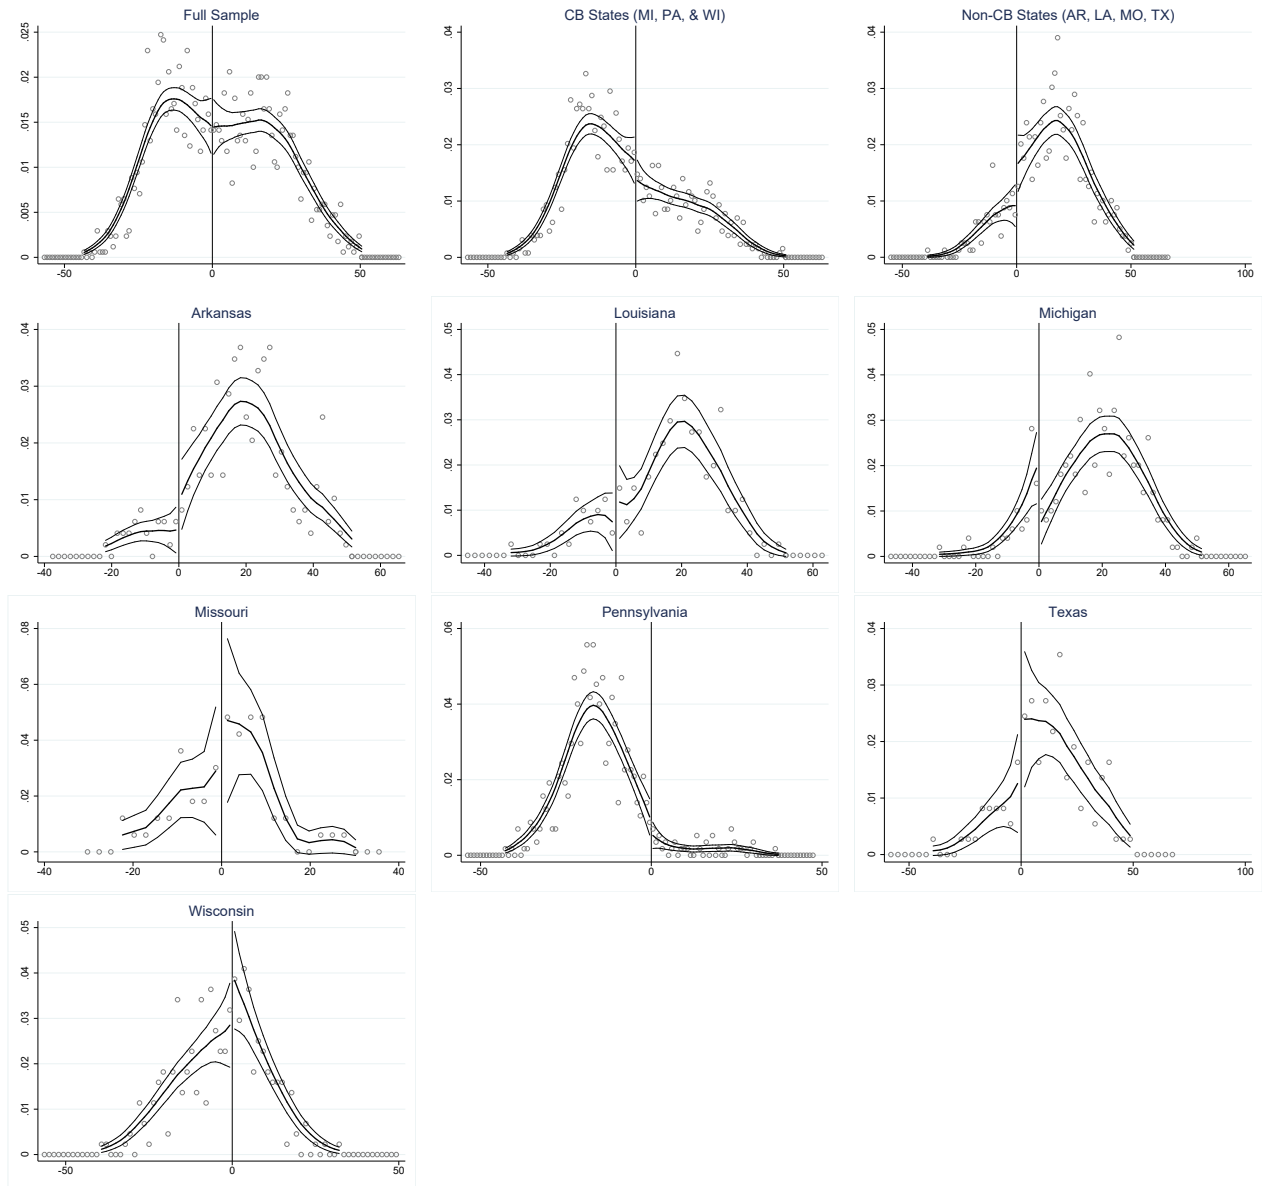 Full Sample
CB States (MI, PA, & WI)
Non-CB States (AR, LA, MO, TX)
.025
.02
.015
.01
.005
0
-50 0 50
.04
.03
.02
.01
0
-50 0 50
.04
.03
.02
.01
0
-50 0 50 100
Arkansas
Louisiana
Michigan
.04
.03
.02
.01
0
-40 -20 0 20 40 60
.05
.04
.03
.02
.01
0
-40 -20 0 20 40 60
.05
.04
.03
.02
.01
0
-40 -20 0 20 40 60
Missouri
Pennsylvania
Texas
.08
.06
.04
.02
0
-40 -20 0 20 40
.06
.04
.02
0
-50 0 50
.04
.03
.02
.01
0
-50 0 50 100
Wisconsin
.05
.04
.03
.02
.01
0
-50 0 50